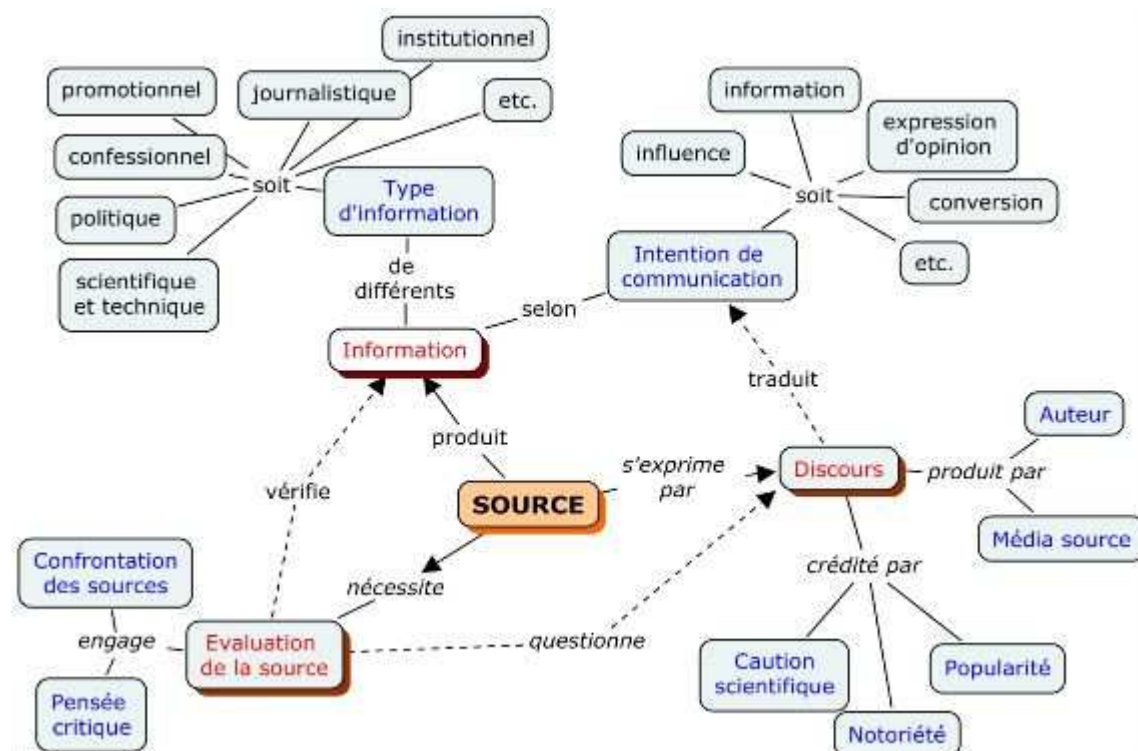 institutionnel
promotionnel
journalistique
etc.
confessionnel
soit
Type
d'information
politique
scientifique
et technique
de
différents
information
expression
d'opinion
influence
soit
conversion
etc.
Intention de
communication
selon
Information
traduit
produit
Auteur
s'exprime
par
Discours
produit par
Média source
vérifie
SOURCE
crédité par
nécessite
Confrontation
des sources
engage
Evaluation
de la source
questionne
Pensée
critique
Caution
scientifique
Popularité
Notoriété